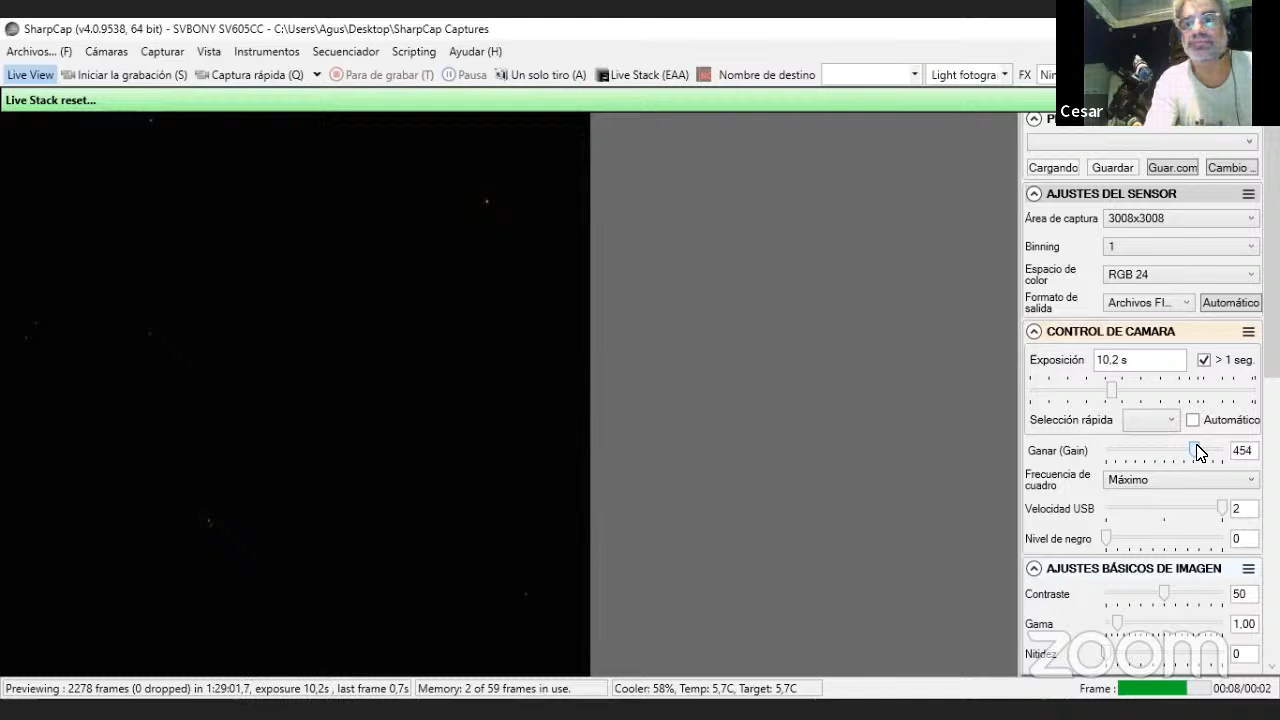 SharpCap (v4.0.9538, 64 bit) - SVBONY SV605CC - C:\Users\Agus\Desktop\SharpCap Captures
Archivos... (F) Cámaras Capturar Vista Instrumentos Secuenciador Scripting Ayuda (H)
Live View Iniciar la grabación (S) Captura rápida (Q) Para de grabar (T) Pausa Un solo tiro (A) Live Stack (EAA) Nombre de destino Light fotogra FX
Live Stack reset...
Cesar
Cargando Guardar Guar.com Cambio ...
AJUSTES DEL SENSOR
Área de captura 3008x3008
Binning 1
Espacio de color RGB 24
Formato de salida Archivos FI... Automático
CONTROL DE CAMARA
Exposición 10,2 s > 1 seg.
Selección rápida Automático
Ganar (Gain) 454
Frecuencia de cuadro Máximo
Velocidad USB 2
Nivel de negro 0
AJUSTES BÁSICOS DE IMAGEN
Contraste 50
Gama 1,00
Nitidez 0
zoom
Previewing : 2278 frames (0 dropped) in 1:29:01,7, exposure 10,2s , last frame 0,7s Memory: 2 of 59 frames in use. Cooler: 58%, Temp: 5,7C, Target: 5,7C Frame : 00:08/00:02